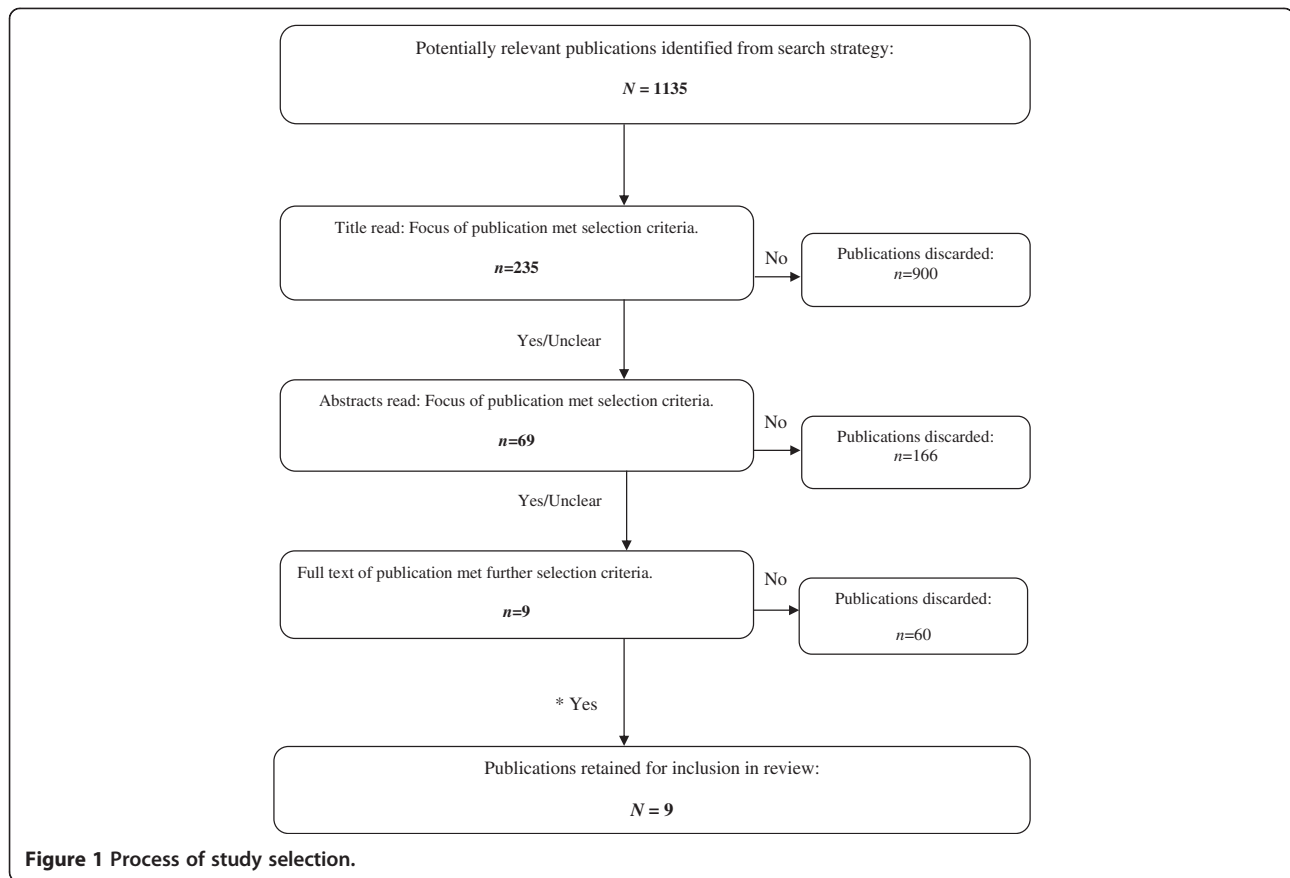 Potentially relevant publications identified from search strategy:
N = 1135
Title read: Focus of publication met selection criteria.
n=235
No
Publications discarded:
n=900
Yes/Unclear
Abstracts read: Focus of publication met selection criteria.
n=69
No
Publications discarded:
n=166
Yes/Unclear
Full text of publication met further selection criteria.
n=9
No
Publications discarded:
n=60
* Yes
Publications retained for inclusion in review:
N = 9
Figure 1 Process of study selection.